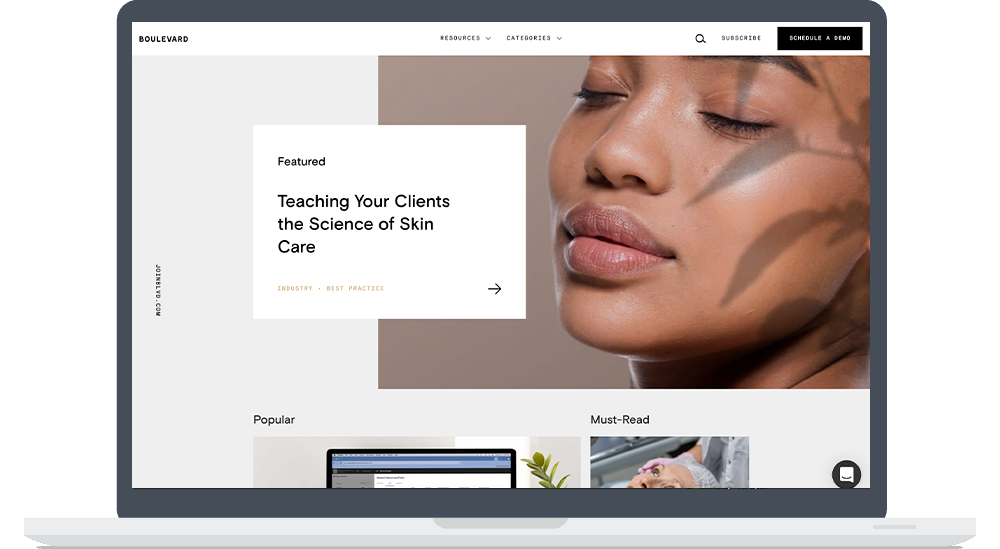 BOULEVARD
RESOURCES
CATEGORIES
SUBSCRIBE
SCHEDULE A DEMO
Featured
Teaching Your Clients
the Science of Skin
Care
INDUSTRY · BEST PRACTICE
JOINBLVD.COM
Popular
Must-Read